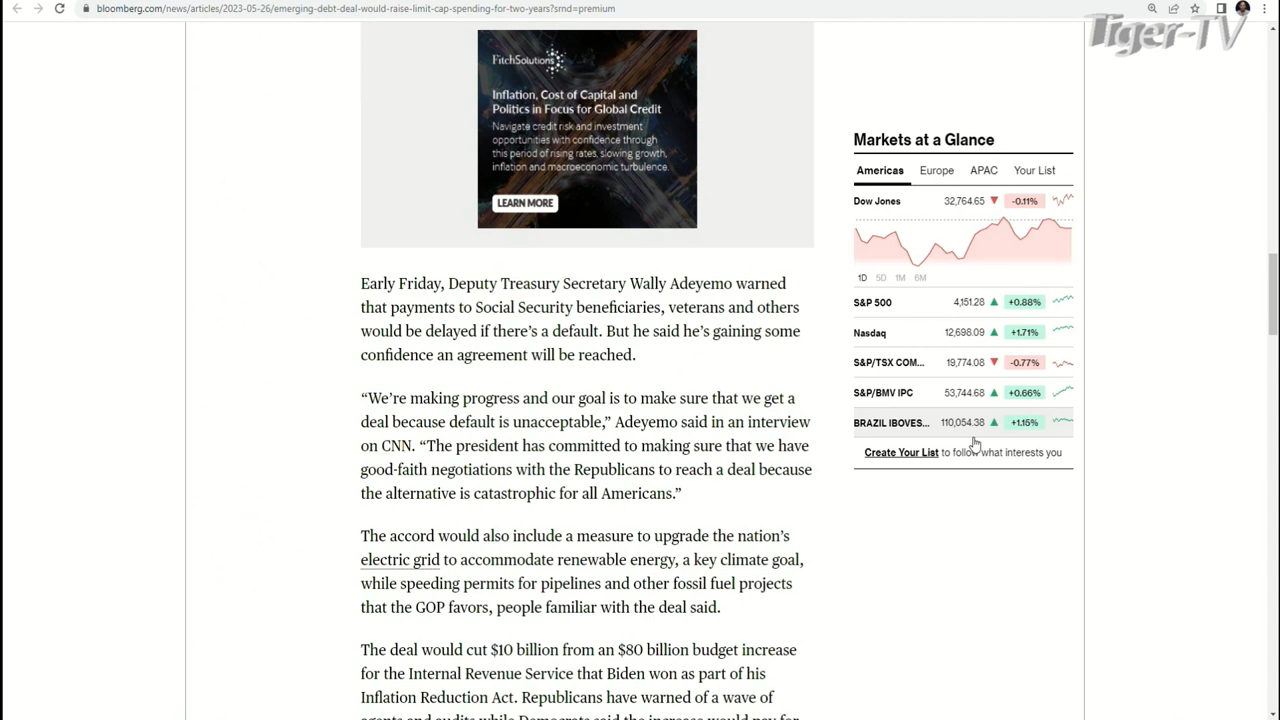 bloomberg.com/news/articles/2023-05-26/emerging-debt-deal-would-raise-limit-cap-spending-for-two-years?srnd=premium
Tiger-TV
FitchSolutions
Inflation, Cost of Capital and
Politics in Focus for Global Credit
Navigate credit risk and investment
opportunities with confidence through
this period of rising rates, slowing growth,
inflation and macroeconomic turbulence.
LEARN MORE
Early Friday, Deputy Treasury Secretary Wally Adeyemo warned
that payments to Social Security beneficiaries, veterans and others
would be delayed if there’s a default. But he said he’s gaining some
confidence an agreement will be reached.
“We’re making progress and our goal is to make sure that we get a
deal because default is unacceptable,” Adeyemo said in an interview
on CNN. “The president has committed to making sure that we have
good-faith negotiations with the Republicans to reach a deal because
the alternative is catastrophic for all Americans.”
The accord would also include a measure to upgrade the nation’s
electric grid to accommodate renewable energy, a key climate goal,
while speeding permits for pipelines and other fossil fuel projects
that the GOP favors, people familiar with the deal said.
The deal would cut $10 billion from an $80 billion budget increase
for the Internal Revenue Service that Biden won as part of his
Inflation Reduction Act. Republicans have warned of a wave of
agents and audits while Democrats said the increase would pay for
Markets at a Glance
Americas Europe APAC Your List
Dow Jones 32,764.65 ▼ -0.11%
1D 5D 1M 6M
S&P 500 4,151.28 ▲ +0.88%
Nasdaq 12,698.09 ▲ +1.71%
S&P/TSX COM... 19,774.08 ▼ -0.77%
S&P/BMV IPC 53,744.68 ▲ +0.66%
BRAZIL IBOVES... 110,054.38 ▲ +1.15%
Create Your List to follow what interests you